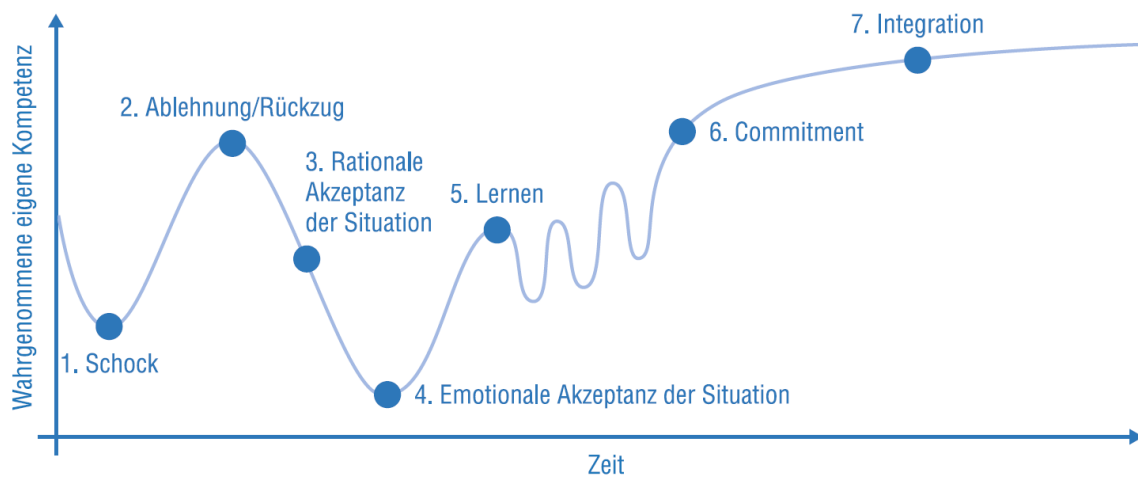 Wahrgenommene eigene Kompetenz
1. Schock
2. Ablehnung/Rückzug
3. Rationale
Akzeptanz
der Situation
4. Emotionale Akzeptanz der Situation
5. Lernen
6. Commitment
7. Integration
Zeit